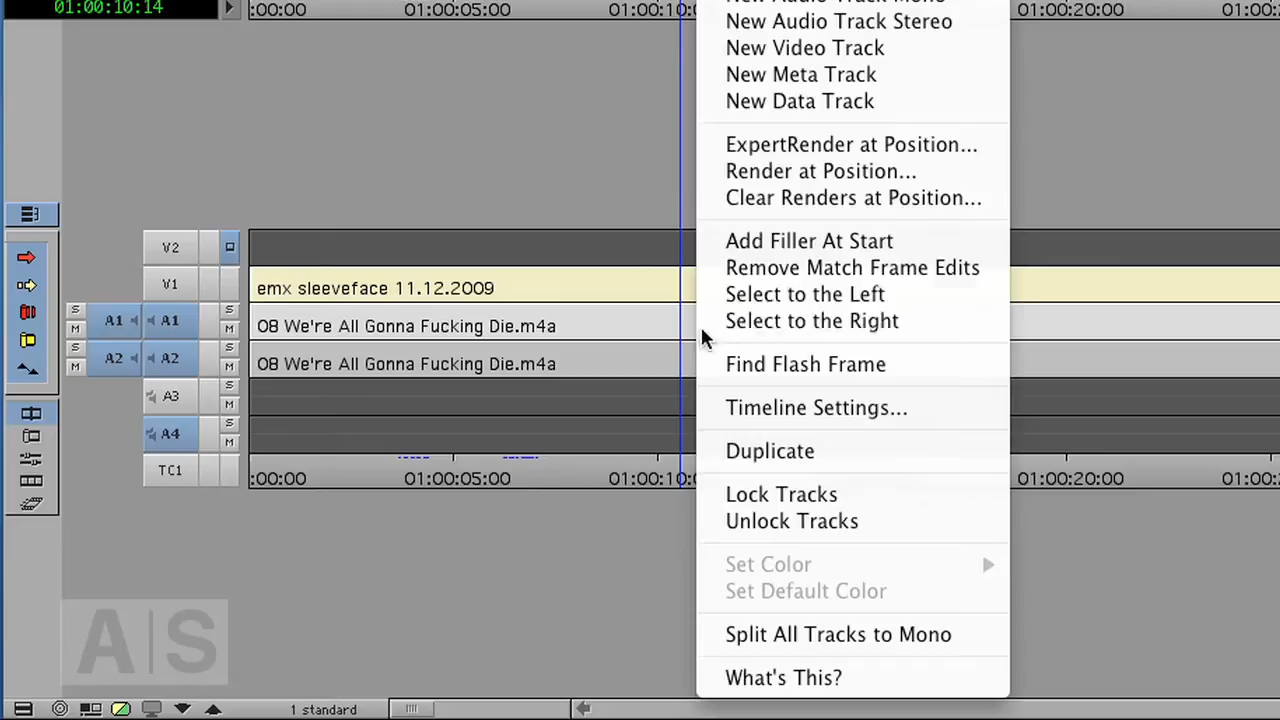 01:00:10:14
:00:00 01:00:05:00 01:00:10: 01:00:20:00 01:00:
New Audio Track Mono
New Audio Track Stereo
New Video Track
New Meta Track
New Data Track
ExpertRender at Position...
Render at Position...
Clear Renders at Position...
Add Filler At Start
Remove Match Frame Edits
Select to the Left
Select to the Right
Find Flash Frame
Timeline Settings...
Duplicate
Lock Tracks
Unlock Tracks
Set Color
Set Default Color
Split All Tracks to Mono
What's This?
V2
V1 emx sleeveface 11.12.2009
S M A1 A1 S M 08 We're All Gonna Fucking Die.m4a
S M A2 A2 S M 08 We're All Gonna Fucking Die.m4a
A3 S M
A4 S M
TC1 :00:00 01:00:05:00 01:00:10: 01:00:20:00 01:00:
A|S
1 standard